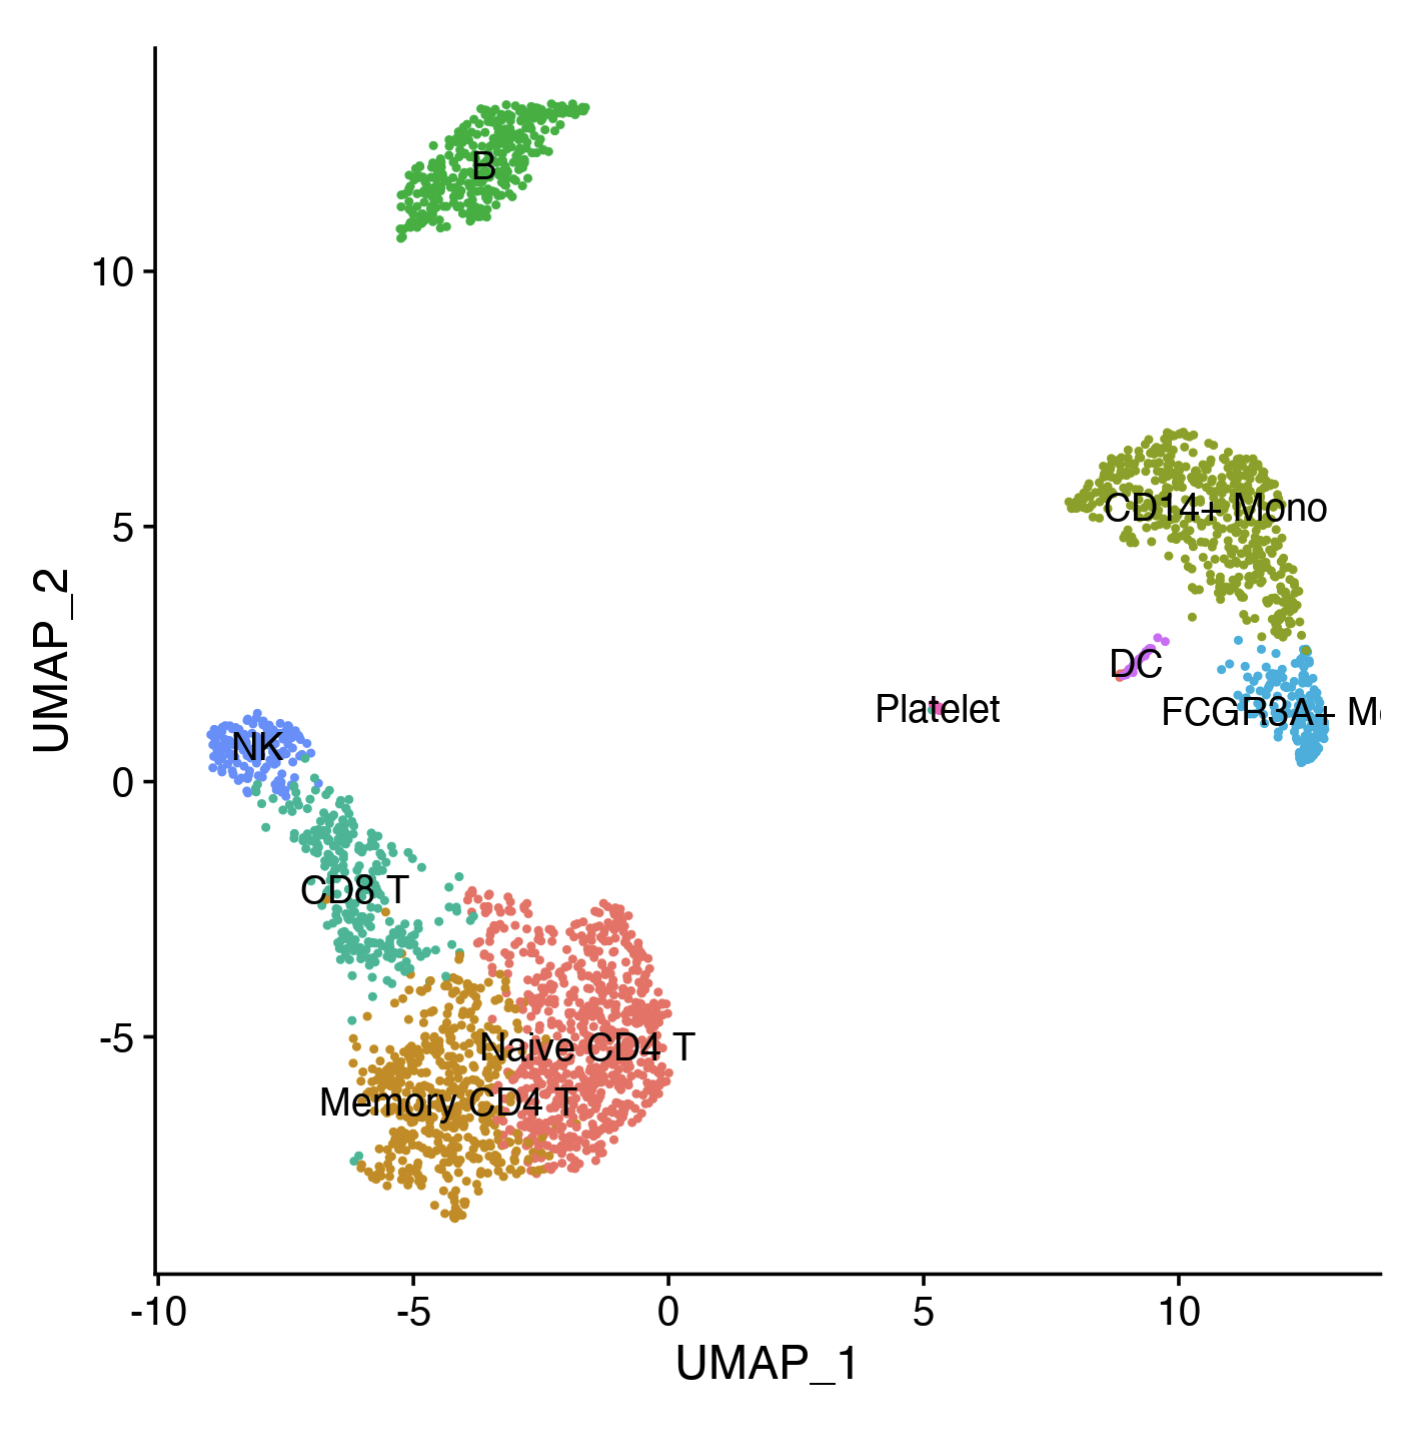 B
10
CD14+ Mono
5
DC
Platelet
FCGR3A+ M
NK
0
CD8 T
Naive CD4 T
-5
Memory CD4 T
UMAP_2
-10
-5
0
5
10
UMAP_1